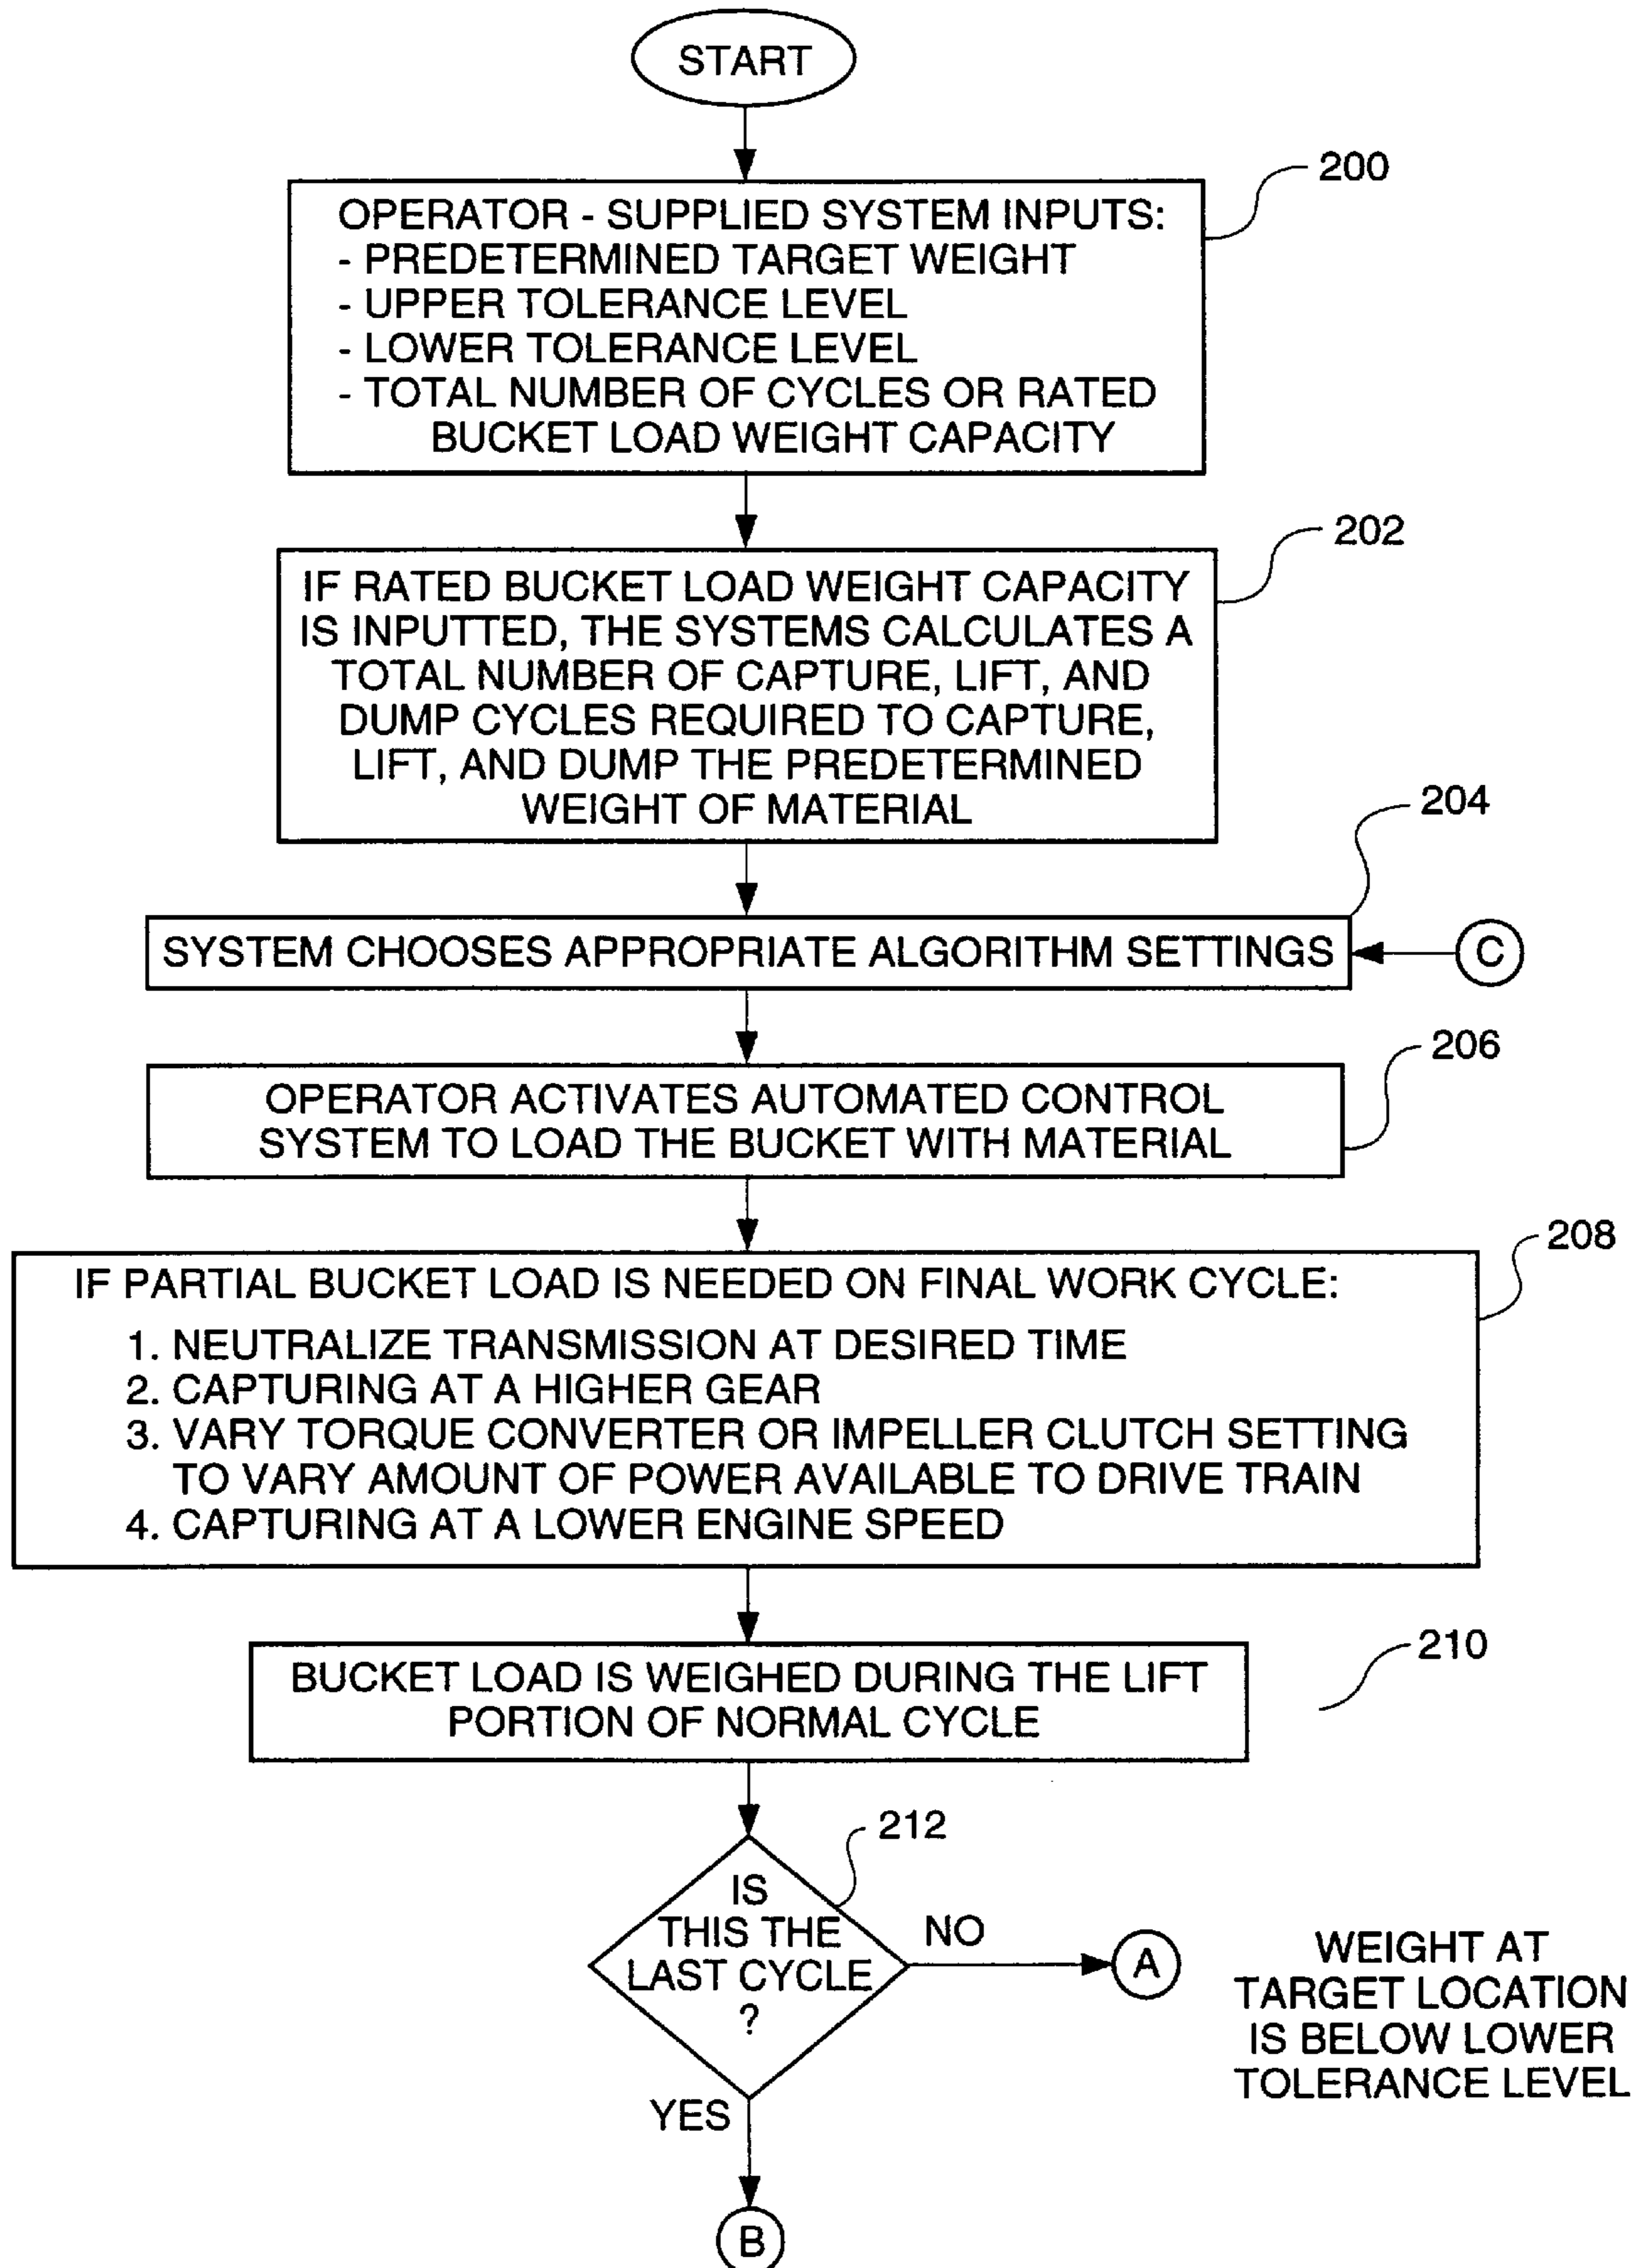 START
200
OPERATOR - SUPPLIED SYSTEM INPUTS:
- PREDETERMINED TARGET WEIGHT
- UPPER TOLERANCE LEVEL
- LOWER TOLERANCE LEVEL
- TOTAL NUMBER OF CYCLES OR RATED
BUCKET LOAD WEIGHT CAPACITY
202
IF RATED BUCKET LOAD WEIGHT CAPACITY
IS INPUTTED, THE SYSTEMS CALCULATES A
TOTAL NUMBER OF CAPTURE, LIFT, AND
DUMP CYCLES REQUIRED TO CAPTURE,
LIFT, AND DUMP THE PREDETERMINED
WEIGHT OF MATERIAL
204
SYSTEM CHOOSES APPROPRIATE ALGORITHM SETTINGS
C
206
OPERATOR ACTIVATES AUTOMATED CONTROL
SYSTEM TO LOAD THE BUCKET WITH MATERIAL
208
IF PARTIAL BUCKET LOAD IS NEEDED ON FINAL WORK CYCLE:
1. NEUTRALIZE TRANSMISSION AT DESIRED TIME
2. CAPTURING AT A HIGHER GEAR
3. VARY TORQUE CONVERTER OR IMPELLER CLUTCH SETTING
TO VARY AMOUNT OF POWER AVAILABLE TO DRIVE TRAIN
4. CAPTURING AT A LOWER ENGINE SPEED
210
BUCKET LOAD IS WEIGHED DURING THE LIFT
PORTION OF NORMAL CYCLE
212
IS
THIS THE
LAST CYCLE
?
NO
A
WEIGHT AT
TARGET LOCATION
IS BELOW LOWER
TOLERANCE LEVEL
YES
B